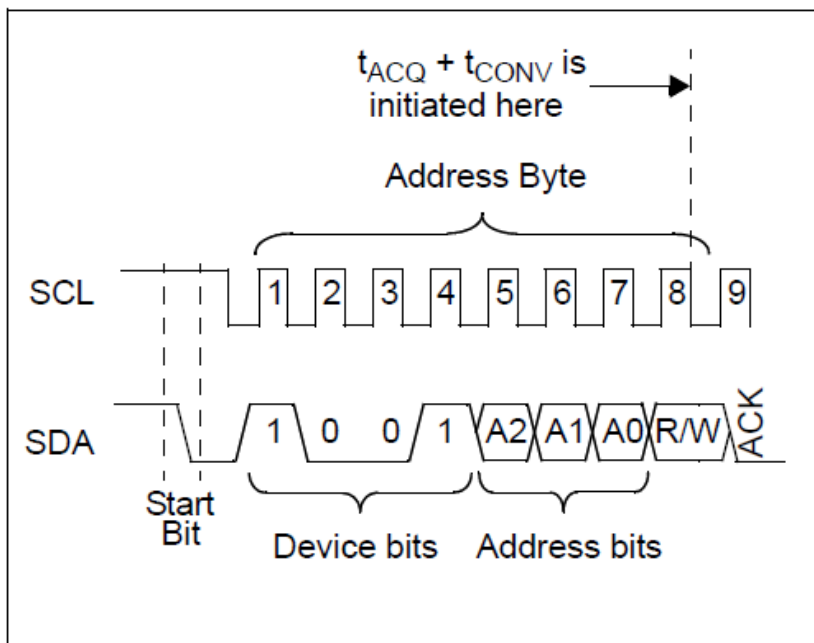 tACQ + tCONV is
initiated here
Address Byte
SCL 1 2 3 4 5 6 7 8 9
SDA 1 0 0 1 A2 A1 A0 R/W ACK
Start
Bit
Device bits
Address bits